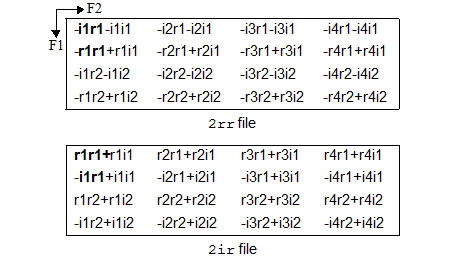 F2
F1
-i1r1-i1i1 -i2r1-i2i1 -i3r1-i3i1 -i4r1-i4i1
-r1r1+r1i1 -r2r1+r2i1 -r3r1+r3i1 -r4r1+r4i1
-i1r2-i1i2 -i2r2-i2i2 -i3r2-i3i2 -i4r2-i4i2
-r1r2+r1i2 -r2r2+r2i2 -r3r2+r3i2 -r4r2+r4i2
2rr file
r1r1+r1i1 r2r1+r2i1 r3r1+r3i1 r4r1+r4i1
-i1r1+i1i1 -i2r1+i2i1 -i3r1+i3i1 -i4r1+i4i1
r1r2+r1i2 r2r2+r2i2 r3r2+r3i2 r4r2+r4i2
-i1r2+i1i2 -i2r2+i2i2 -i3r2+i3i2 -i4r2+i4i2
2ir file